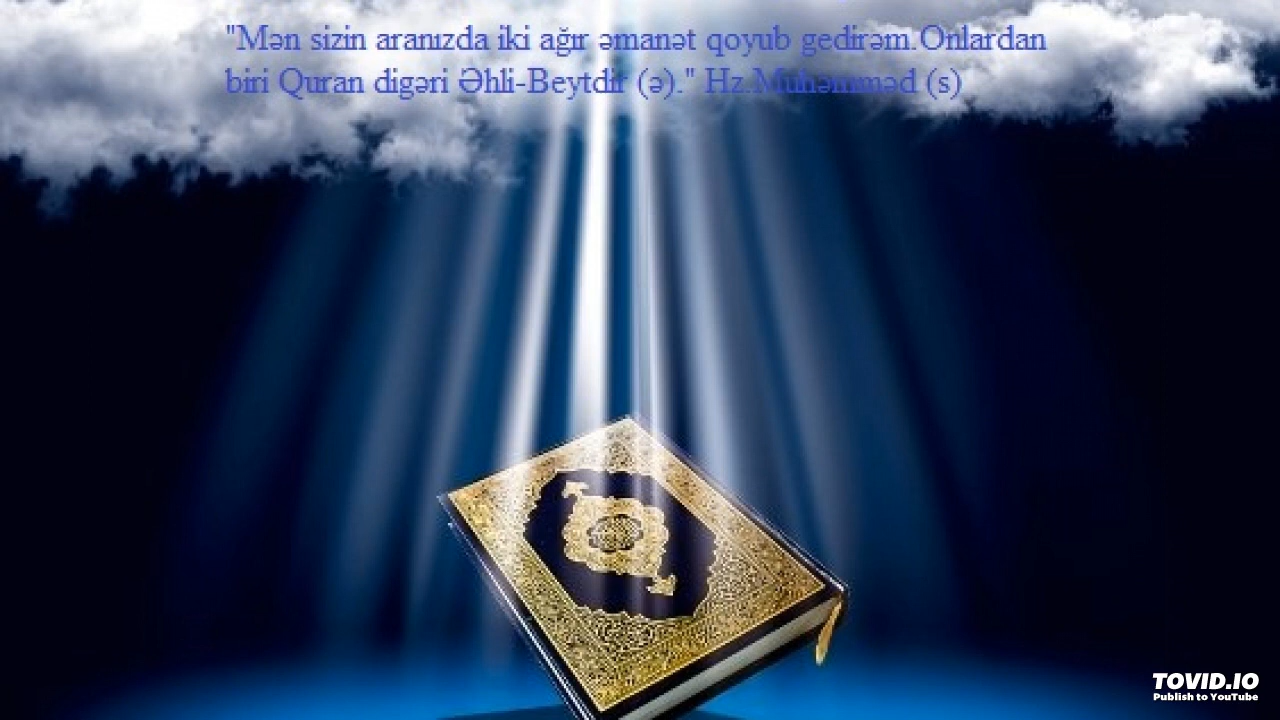 "Mən sizin aranızda iki ağır əmanət qoyub gedirəm.Onlardan
biri Quran digəri Əhli-Beytdir (ə)." Hz.Muhəmməd (s)
TOVID.IO
Publish to YouTube